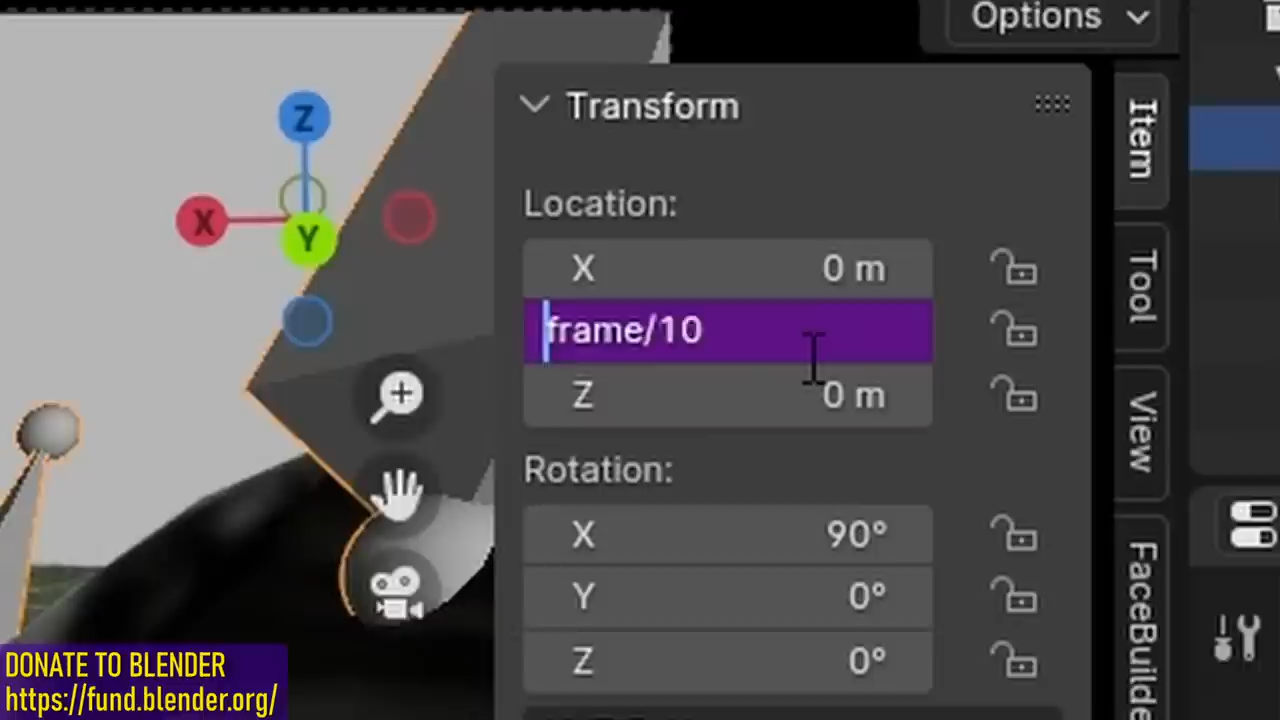 Options
Transform
Location:
X 0 m
frame/10
Z 0 m
Rotation:
X 90°
Y 0°
Z 0°
Z
X
Y
Item
Tool
View
FaceBuilde
DONATE TO BLENDER
https://fund.blender.org/